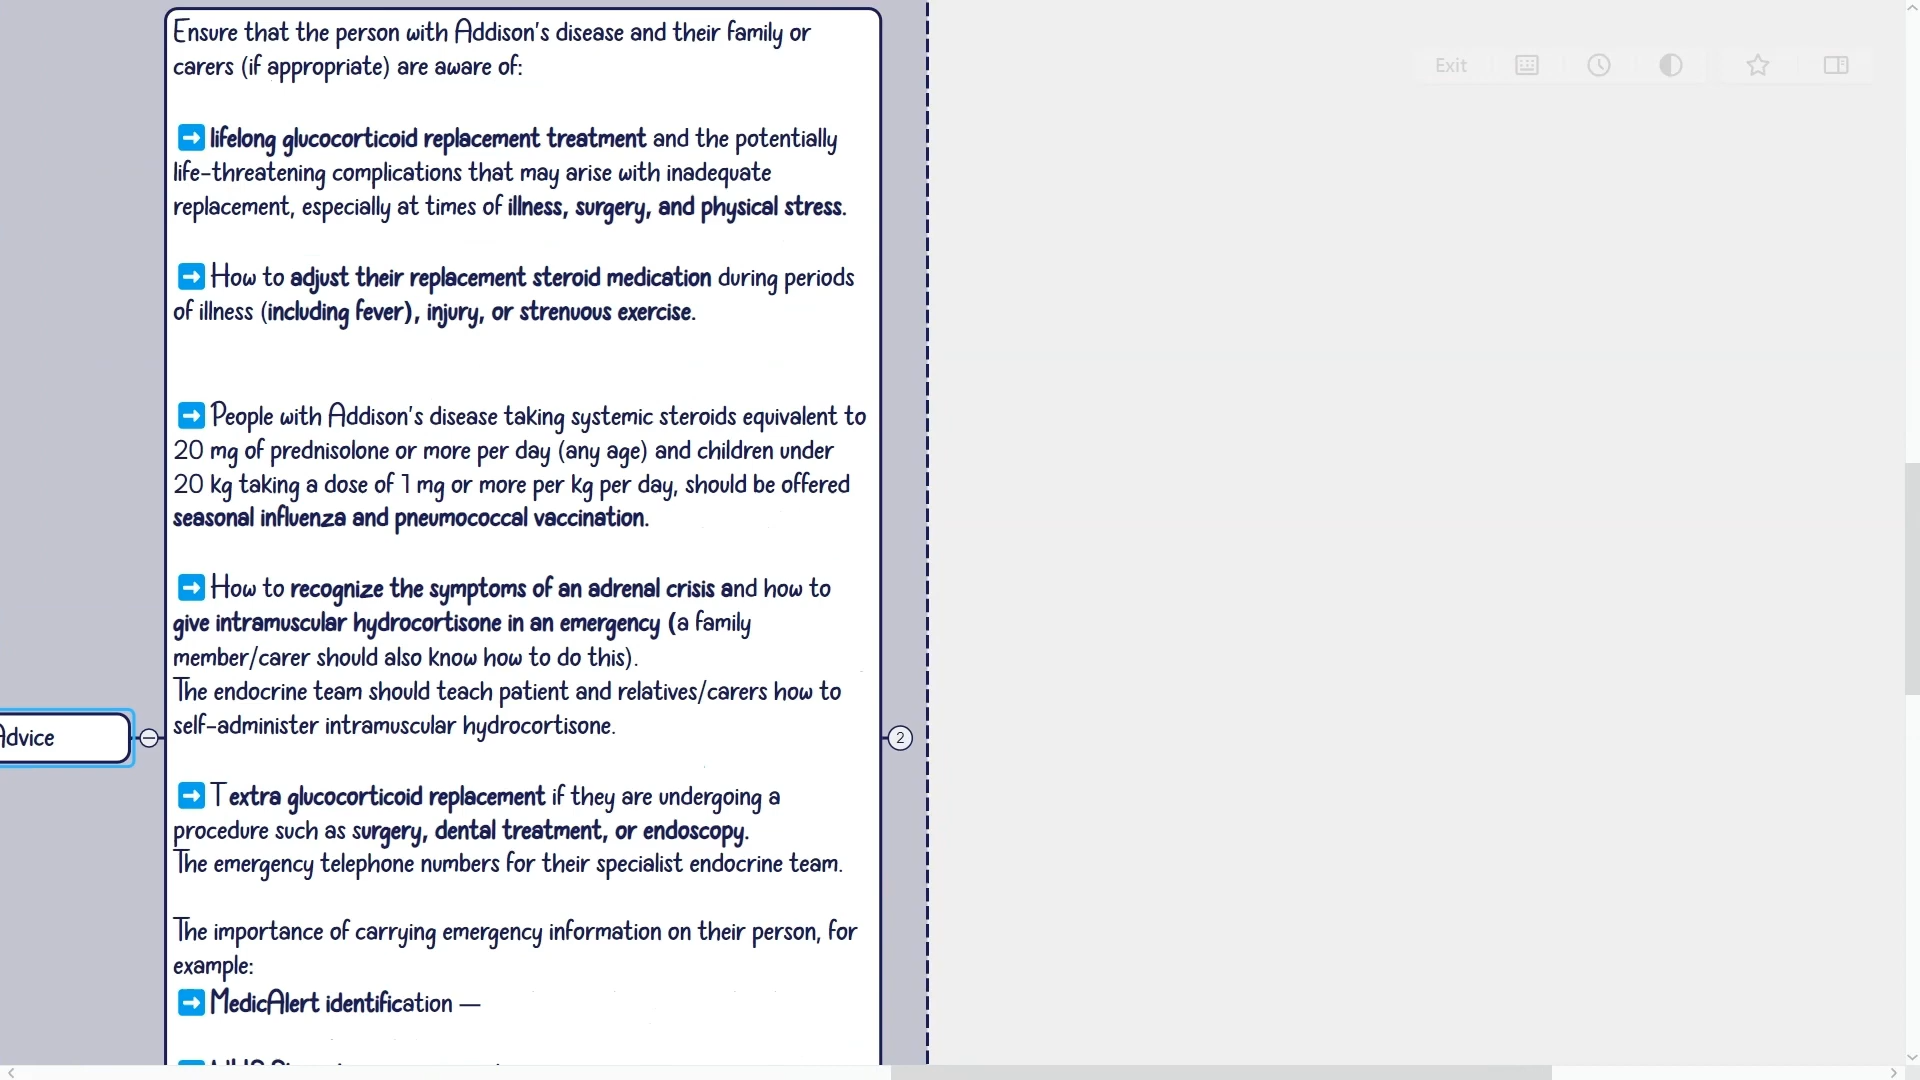 Ensure that the person with Addison's disease and their family or
carers (if appropriate) are aware of:
Exit
➡ lifelong glucocorticoid replacement treatment and the potentially
life-threatening complications that may arise with inadequate
replacement, especially at times of illness, surgery, and physical stress.
➡ How to adjust their replacement steroid medication during periods
of illness (including fever), injury, or strenuous exercise.
➡ People with Addison's disease taking systemic steroids equivalent to
20 mg of prednisolone or more per day (any age) and children under
20 kg taking a dose of 1 mg or more per kg per day, should be offered
seasonal influenza and pneumococcal vaccination.
➡ How to recognize the symptoms of an adrenal crisis and how to
give intramuscular hydrocortisone in an emergency (a family
member/carer should also know how to do this).
The endocrine team should teach patient and relatives/carers how to
self-administer intramuscular hydrocortisone.
Advice
2
➡ T extra glucocorticoid replacement if they are undergoing a
procedure such as surgery, dental treatment, or endoscopy.
The emergency telephone numbers for their specialist endocrine team.
The importance of carrying emergency information on their person, for
example:
➡ MedicAlert identification —